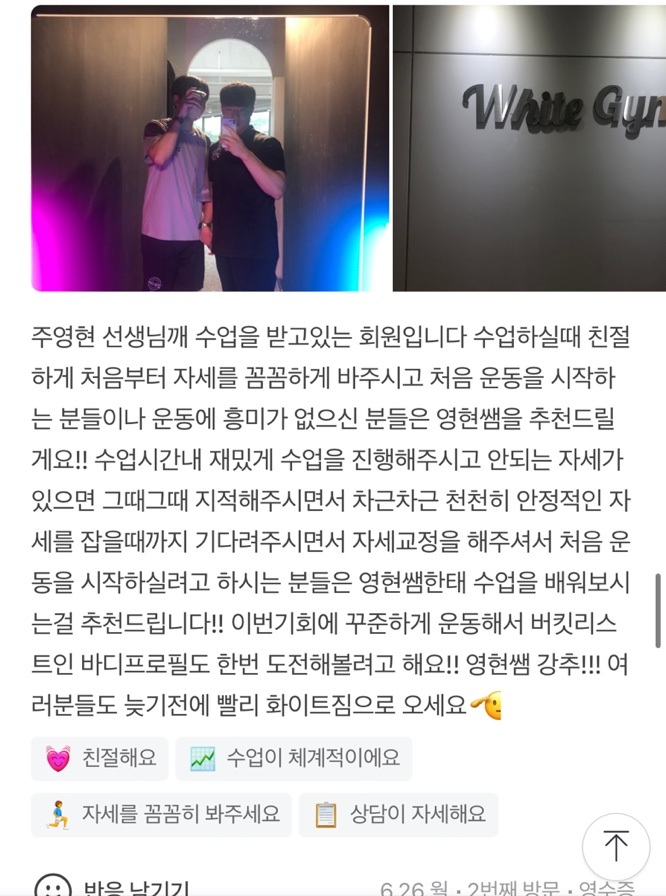 White Gym
주영현 선생님께 수업을 받고있는 회원입니다 수업하실때 친절
하게 처음부터 자세를 꼼꼼하게 바주시고 처음 운동을 시작하
는 분들이나 운동에 흥미가 없으신 분들은 영현쌤을 추천드릴
게요!! 수업시간내 재밌게 수업을 진행해주시고 안되는 자세가
있으면 그때그때 지적해주시면서 차근차근 천천히 안정적인 자
세를 잡을때까지 기다려주시면서 자세교정을 해주셔서 처음 운
동을 시작하실려고 하시는 분들은 영현쌤한태 수업을 배워보시
는걸 추천드립니다!! 이번기회에 꾸준하게 운동해서 버킷리스
트인 바디프로필도 한번 도전해볼려고 해요!! 영현쌤 강추!!! 여
러분들도 늦기전에 빨리 화이트짐으로 오세요🫡
💓 친절해요 💹 수업이 체계적이에요
자세를 꼼꼼히 봐주세요 📋 상담이 자세해요
반응 남기기 6.26 월 · 2번째 방문 · 영수증